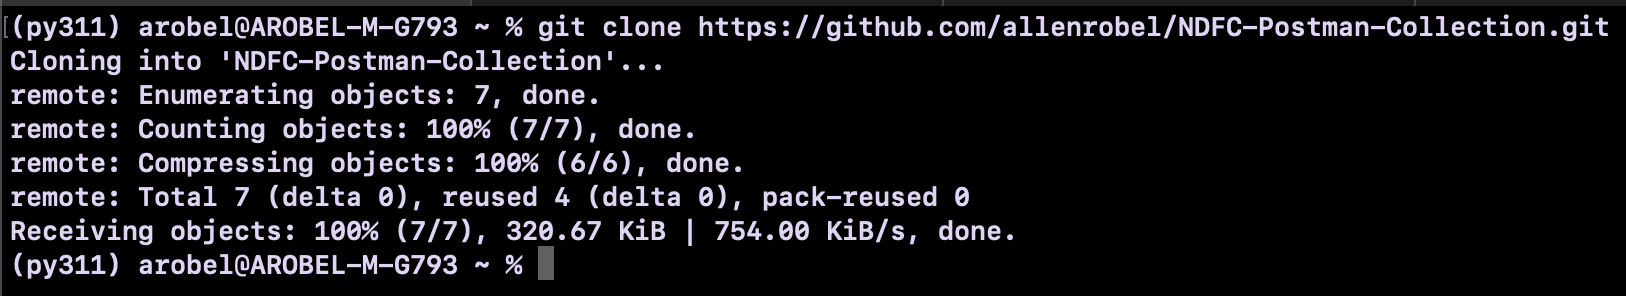 [(py311) arobel@AROBEL-M-G793 ~ % git clone https://github.com/allenrobel/NDFC-Postman-Collection.git
Cloning into 'NDFC-Postman-Collection'...
remote: Enumerating objects: 7, done.
remote: Counting objects: 100% (7/7), done.
remote: Compressing objects: 100% (6/6), done.
remote: Total 7 (delta 0), reused 4 (delta 0), pack-reused 0
Receiving objects: 100% (7/7), 320.67 KiB | 754.00 KiB/s, done.
(py311) arobel@AROBEL-M-G793 ~ %